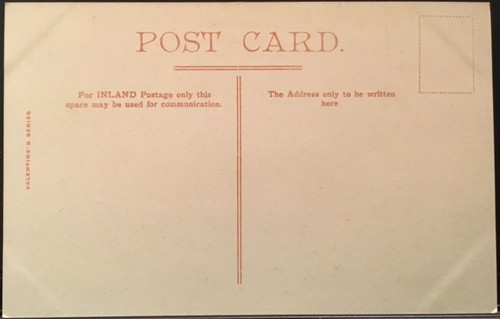 POST CARD.
For INLAND Postage only this
space may be used for communication.
The Address only to be written
here
VALENTINE'S SERIES